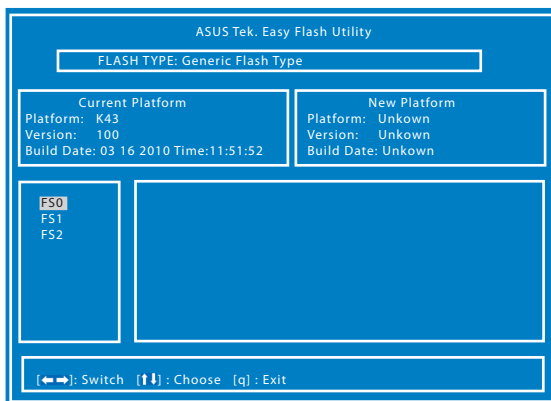 ASUS Tek. Easy Flash Utility
FLASH TYPE: Generic Flash Type
Current Platform
Platform: K43
Version: 100
Build Date: 03 16 2010 Time:11:51:52
New Platform
Platform: Unkown
Version: Unkown
Build Date: Unkown
FS0
FS1
FS2
[⬅➡]: Switch [⬆⬇] : Choose [q] : Exit